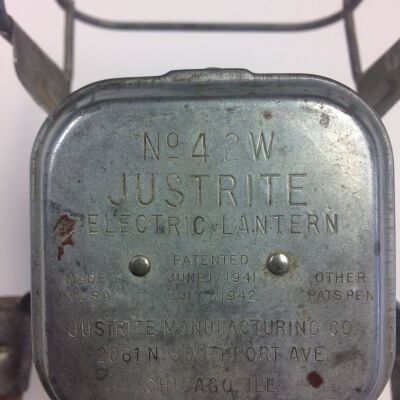 No 42W
JUSTRITE
ELECTRIC LANTERN
PATENTED
MADE JUNE 17 1941 OTHER
IN USA JULY 7 1942 PATS PEN
JUSTRITE MANUFACTURING CO
2061 N SOUTHPORT AVE
CHICAGO, ILL